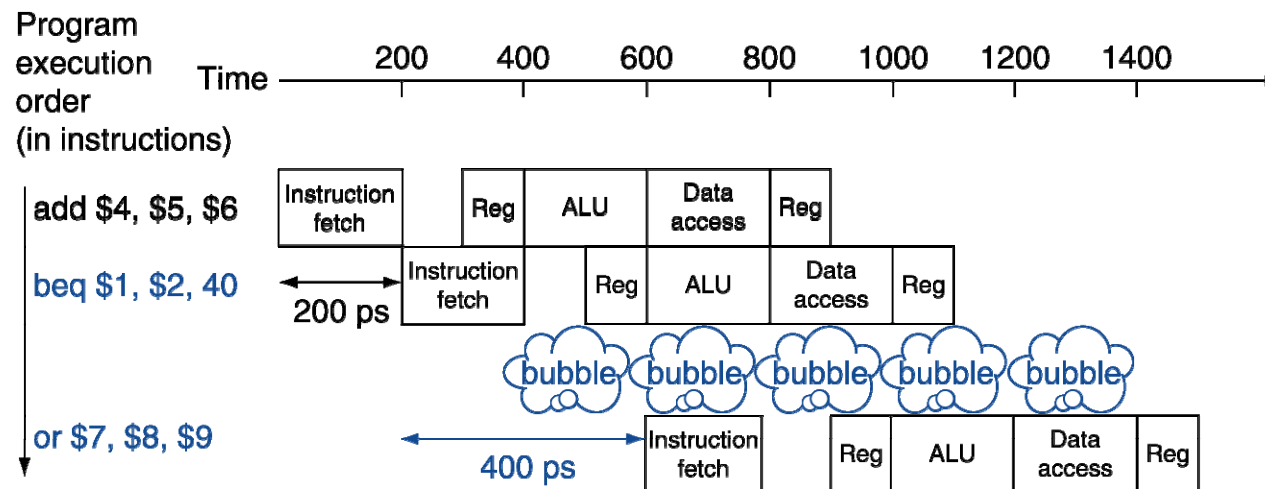 Program
execution
order
(in instructions)
Time
200 400 600 800 1000 1200 1400
add $4, $5, $6
Instruction
fetch
Reg
ALU
Data
access
Reg
beq $1, $2, 40
200 ps
Instruction
fetch
Reg
ALU
Data
access
Reg
bubble bubble bubble bubble bubble
or $7, $8, $9
400 ps
Instruction
fetch
Reg
ALU
Data
access
Reg